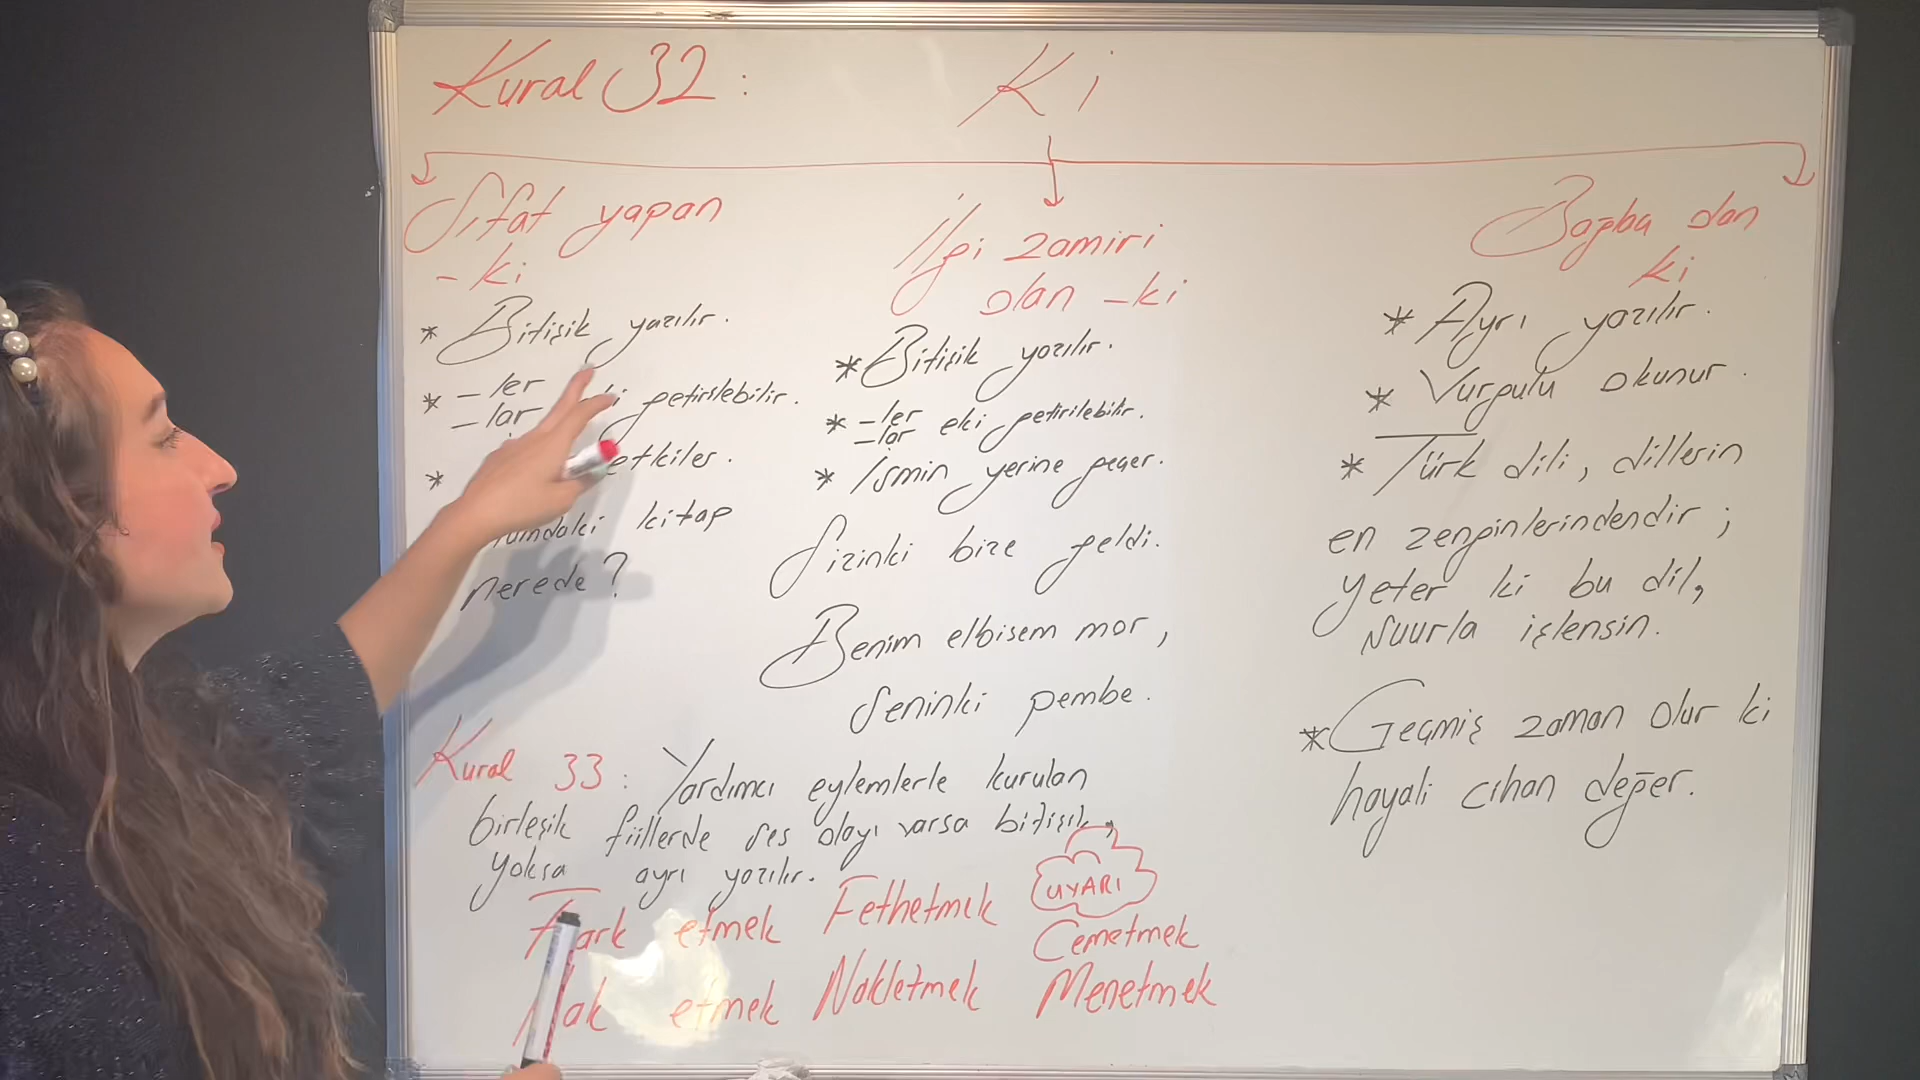 Kural 32 :
Ki
Sıfat yapan
- ki
* Bitişik yazılır.
* -ler
-lar getirilebilir.
* etkiler.
kitap
nerede ?
İlgi zamiri
olan -ki
* Bitişik yazılır.
* -ler
-lar eki getirilebilir.
* İsmin yerine geçer.
Sizinki bize geldi.
Benim elbisem mor,
Seninki pembe.
Bağlaç olan
ki
* Ayrı yazılır.
* Vurgulu okunur.
* Türk dili, dillerin
en zenginlerindendir ;
yeter ki bu dil,
şuurla işlensin.
* Geçmiş zaman olur ki
hayali cihan değer.
Kural 33 : Yardımcı eylemlerle kurulan
birleşik fiillerde ses olayı varsa bitişik,
yoksa ayrı yazılır.
UYARI
Fark etmek Fethetmek
Cemetmek
etmek Nakletmek Menetmek